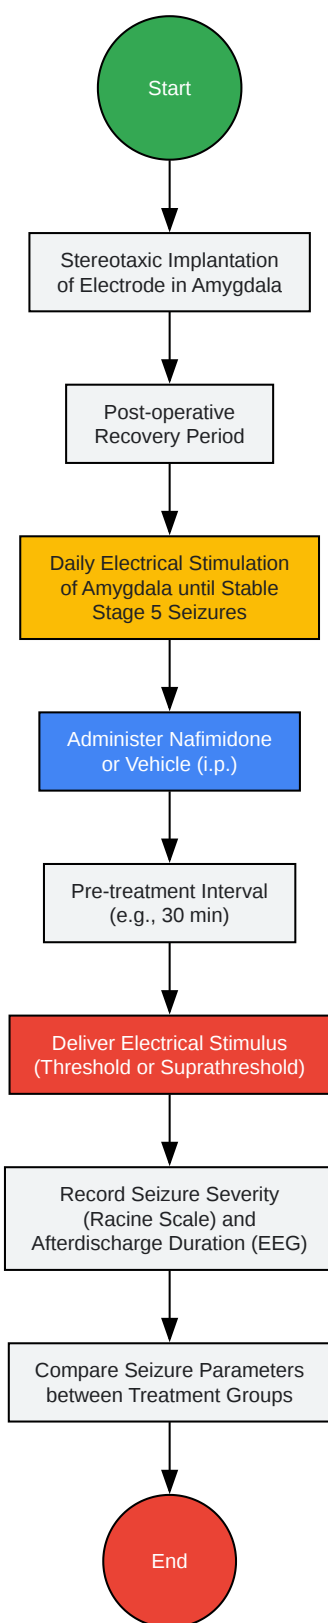 Start
Stereotaxic Implantation
of Electrode in Amygdala
Post-operative
Recovery Period
Daily Electrical Stimulation
of Amygdala until Stable
Stage 5 Seizures
Administer Nafimidone
or Vehicle (i.p.)
Pre-treatment Interval
(e.g., 30 min)
Deliver Electrical Stimulus
(Threshold or Suprathreshold)
Record Seizure Severity
(Racine Scale) and
Afterdischarge Duration (EEG)
Compare Seizure Parameters
between Treatment Groups
End